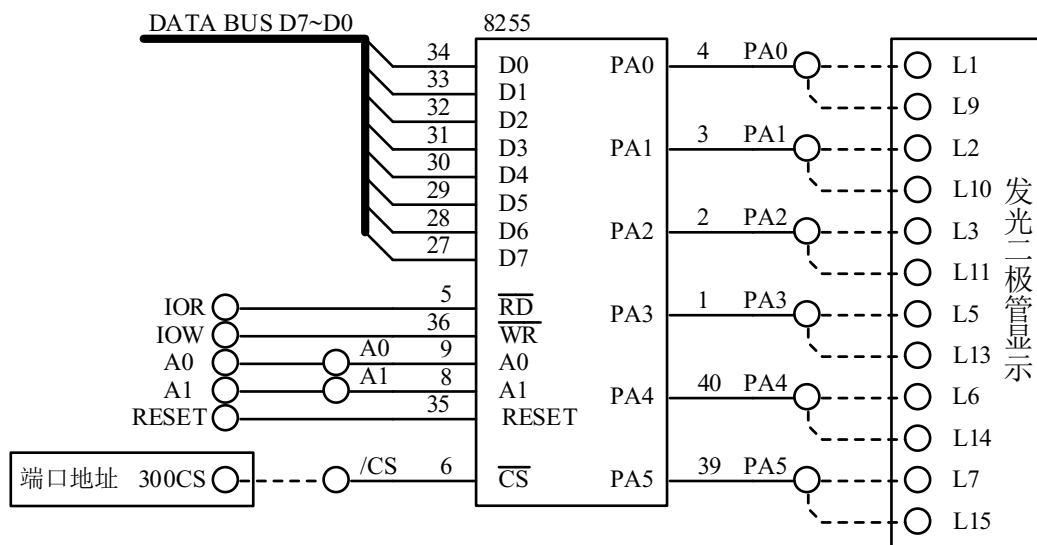 DATA BUS D7~D0
8255
34 D0 PA0 4 PA0 L1
33 D1 L9
32 D2
31 D3 PA1 3 PA1 L2
30 D4
29 D5 L10
28 D6 PA2 2 PA2 L3
27 D7 L11
IOR 5 RD PA3 1 PA3 L5
IOW 36 WR
A0 A0 9 A0 L13
A1 A1 8 A1 PA4 40 PA4 L6
RESET 35 RESET L14
端口地址 300CS /CS 6 CS PA5 39 PA5 L7
L15
发光二极管显示